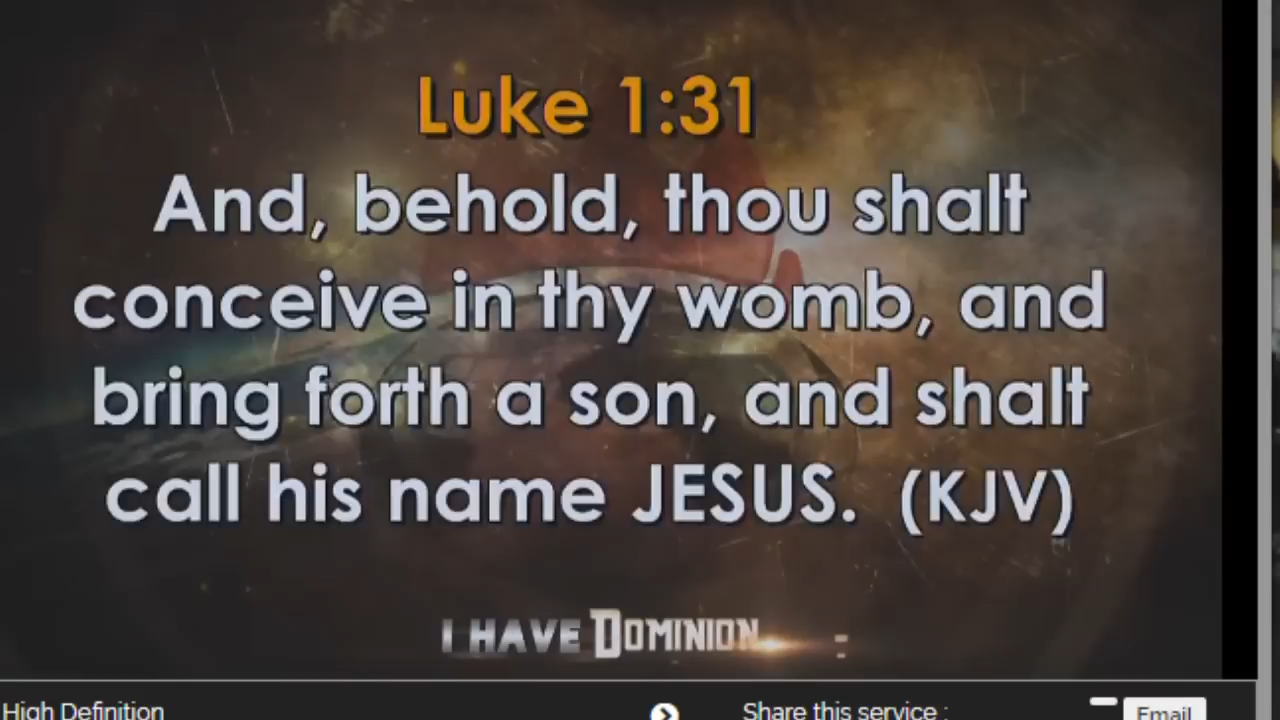 Luke 1:31
And, behold, thou shalt
conceive in thy womb, and
bring forth a son, and shalt
call his name JESUS. (KJV)
I HAVE DOMINION
High Definition
Share this service :
Email